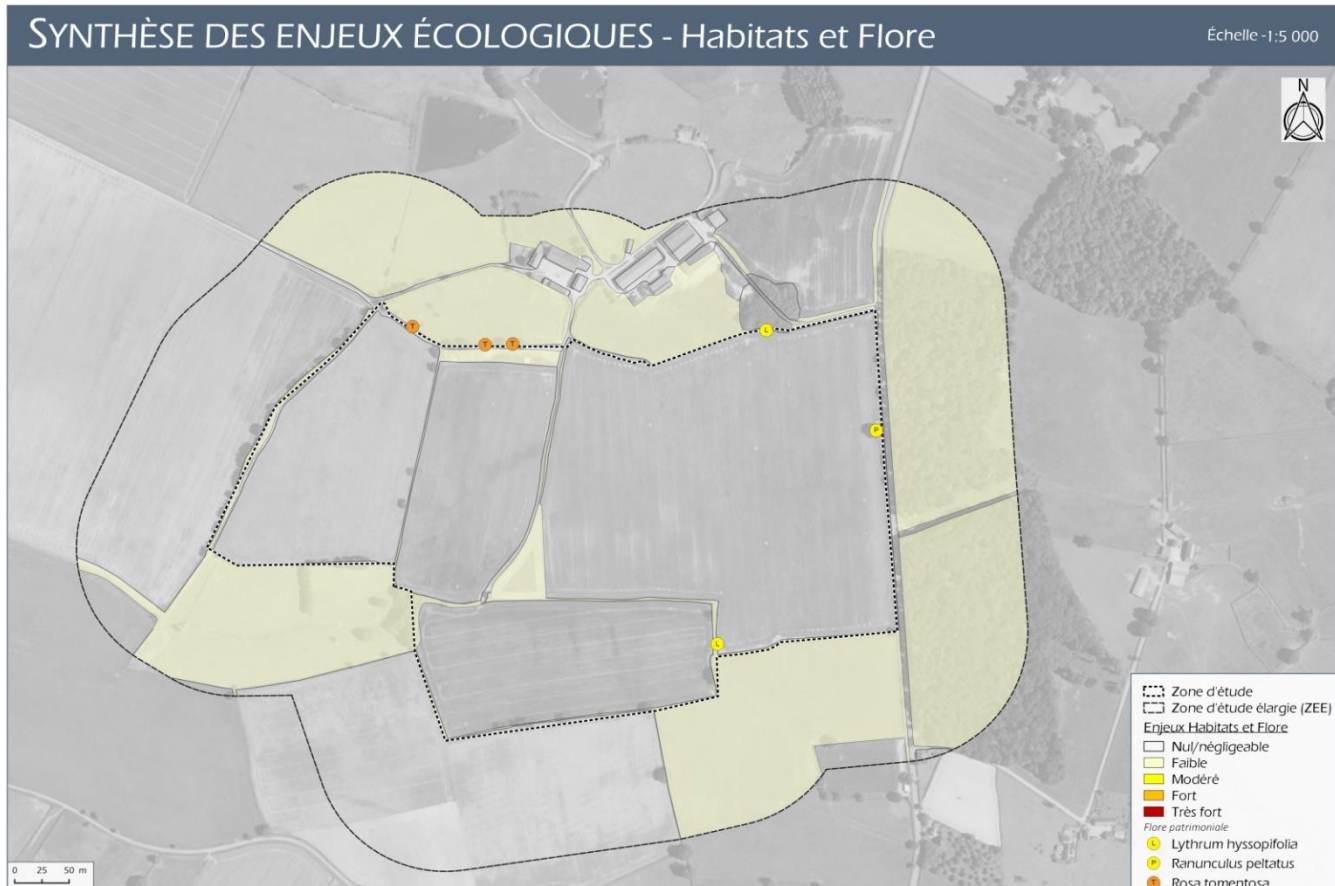 SYNTHÈSE DES ENJEUX ÉCOLOGIQUES - Habitats et Flore
Échelle -1:5 000
N
T
T
T
L
P
L
Zone d'étude
Zone d'étude élargie (ZEE)
Enjeux Habitats et Flore
Nul/négligeable
Faible
Modéré
Fort
Très fort
Flore patrimoniale
L Lythrum hyssopifolia
P Ranunculus peltatus
T Rosa tomentosa
0 25 50 m